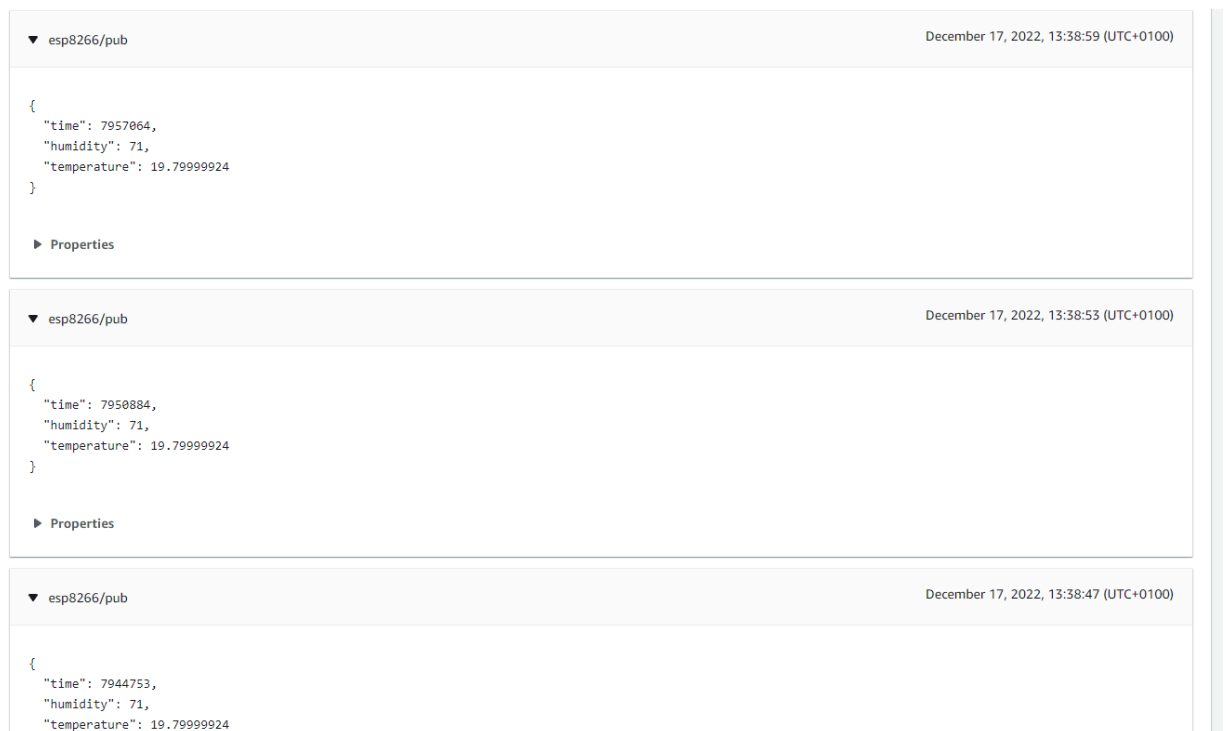 ▼ esp8266/pub December 17, 2022, 13:38:59 (UTC+0100)
{
"time": 7957064,
"humidity": 71,
"temperature": 19.79999924
}
▶ Properties
▼ esp8266/pub December 17, 2022, 13:38:53 (UTC+0100)
{
"time": 7950884,
"humidity": 71,
"temperature": 19.79999924
}
▶ Properties
▼ esp8266/pub December 17, 2022, 13:38:47 (UTC+0100)
{
"time": 7944753,
"humidity": 71,
"temperature": 19.79999924